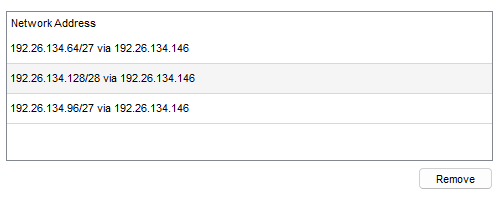 Network Address
192.26.134.64/27 via 192.26.134.146
192.26.134.128/28 via 192.26.134.146
192.26.134.96/27 via 192.26.134.146
Remove